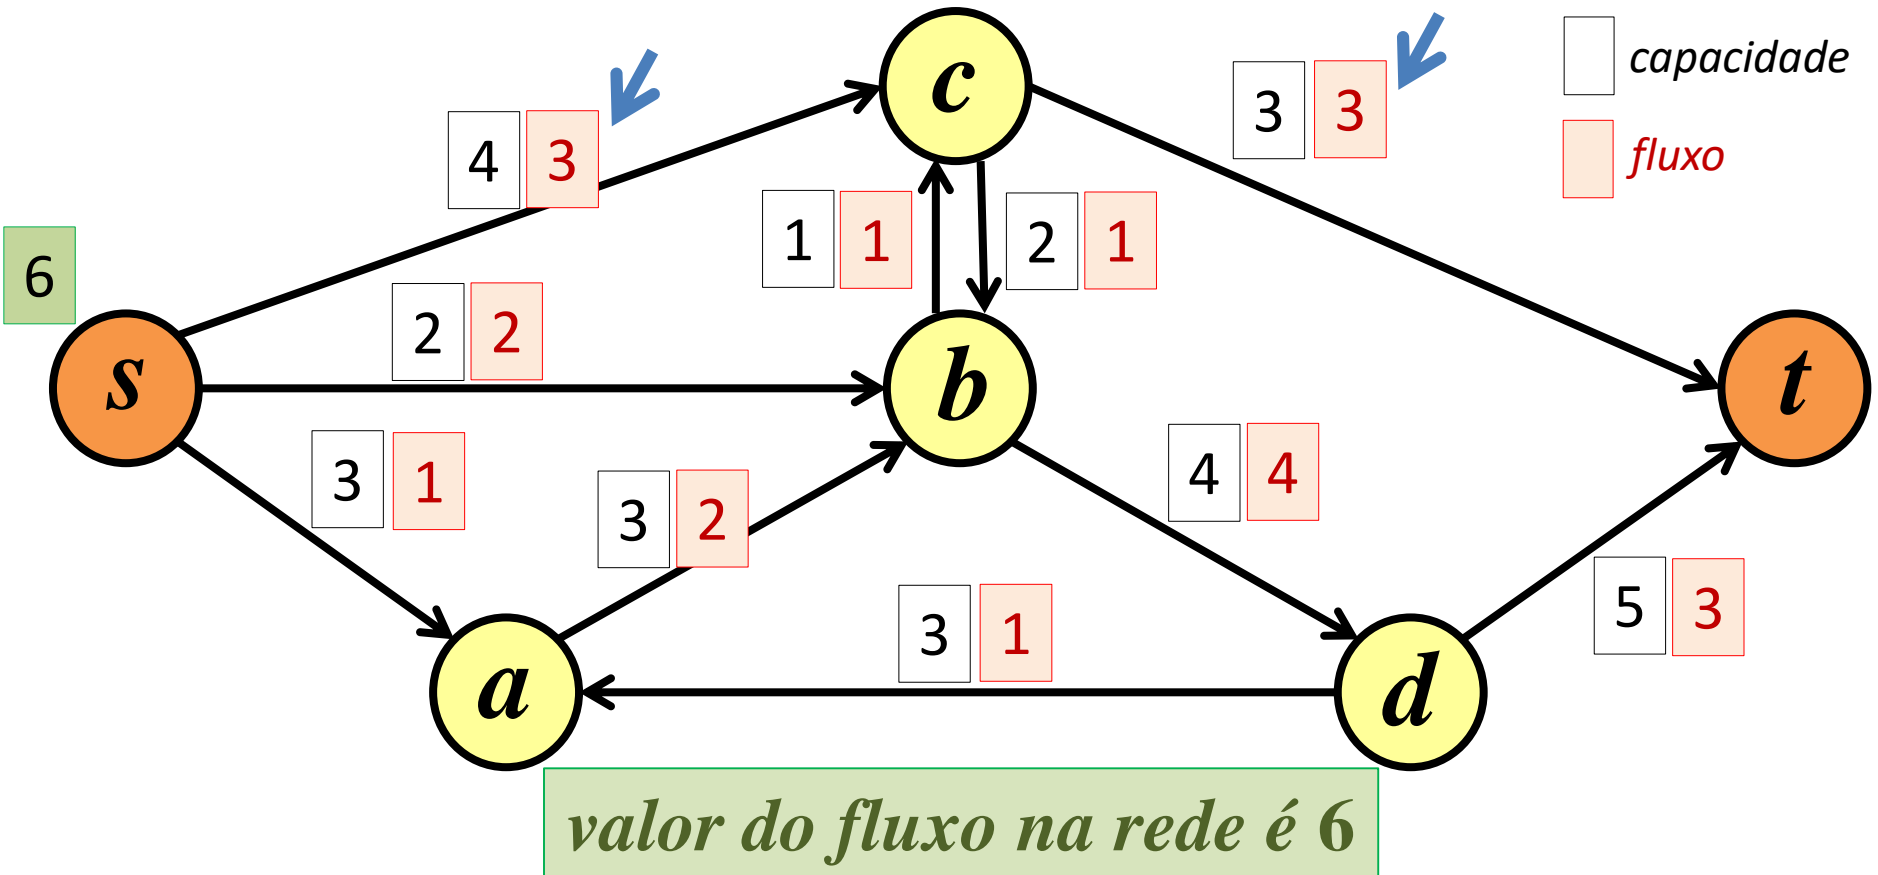 c
3 3
capacidade
4 3
fluxo
1 1
2 1
6
2 2
s
b
t
3 1
3 2
4 4
3 1
5 3
a
d
valor do fluxo na rede é 6